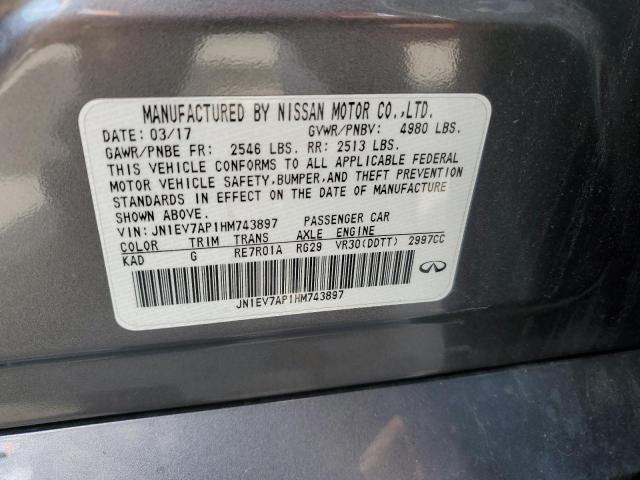 MANUFACTURED BY NISSAN MOTOR CO.,LTD.
DATE: 03/17 GVWR/PNBV: 4980 LBS.
GAWR/PNBE FR: 2546 LBS. RR: 2513 LBS.
THIS VEHICLE CONFORMS TO ALL APPLICABLE FEDERAL
MOTOR VEHICLE SAFETY,BUMPER,AND THEFT PREVENTION
STANDARDS IN EFFECT ON THE DATE OF MANUFACTURE
SHOWN ABOVE.
VIN: JN1EV7AP1HM743897 PASSENGER CAR
COLOR TRIM TRANS AXLE ENGINE
KAD G RE7R01A RG29 VR30(DDTT) 2997CC
JN1EV7AP1HM743897